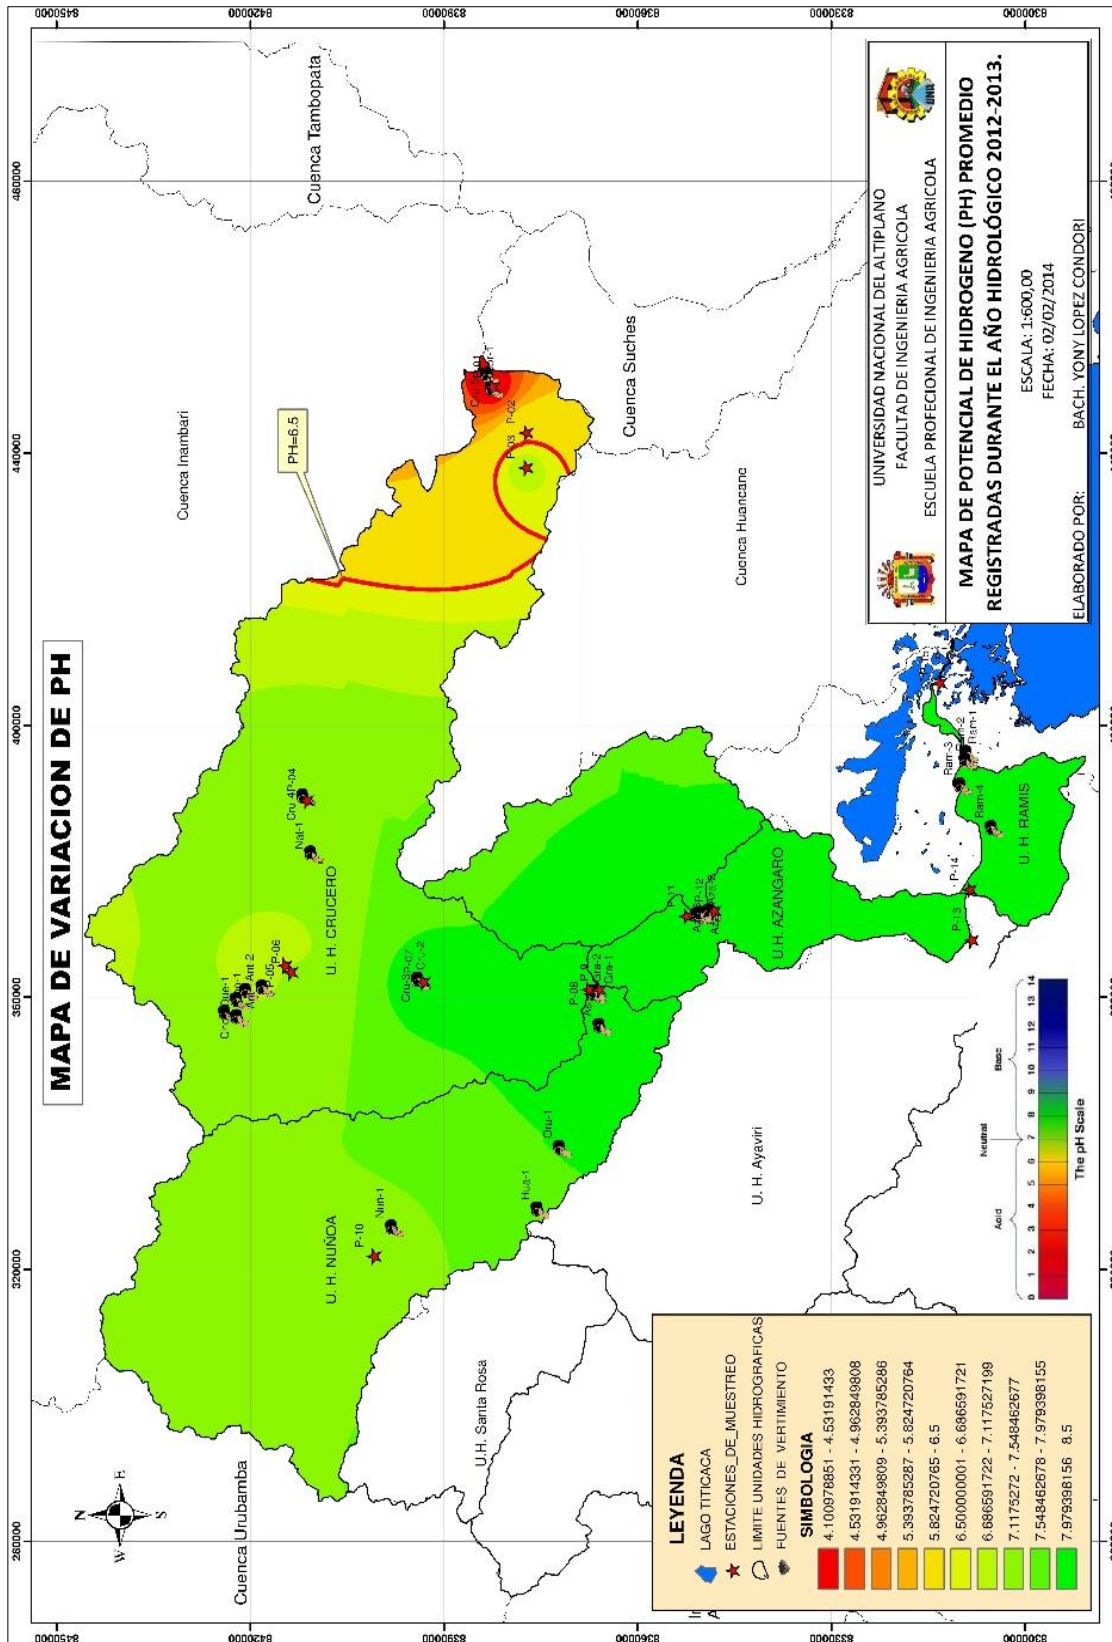 MAPA DE VARIACION DE PH
280000
320000
360000
400000
440000
480000
8450000
8420000
8390000
8360000
8330000
8300000
N
W
E
S
Cuenca Urubamba
Cuenca Inambari
Cuenca Tambopata
PH=6.5
U. H. NUÑOA
U. H. CRUCERO
P-10
Nun-1
Hua-1
Oru-1
Ant.2
P-05
P-06
Nat-1
Cru-4
P-04
P-07
Cru-2
P-03
P-02
U.H. Santa Rosa
U. H. Ayaviri
Cuenca Huancane
Cuenca Suches
P-08
P-9
Gra-2
Gra-1
P-11
P-12
U.H. AZANGARO
P-13
P-14
U. H. RAMIS
Ram-4
Ram-3
Ram-1
LEYENDA
LAGO TITICACA
ESTACIONES_DE_MUESTREO
LIMITE UNIDADES HIDROGRAFICAS
FUENTES DE VERTIMIENTO
SIMBOLOGIA
4.100978851 - 4.53191433
4.531914331 - 4.962849808
4.962849809 - 5.393785286
5.393785287 - 5.824720764
5.824720765 - 6.5
6.500000001 - 6.686591721
6.686591722 - 7.117527199
7.1175272 - 7.548462677
7.548462678 - 7.979398155
7.979398156 8.5
Acid
Neutral
Base
0 1 2 3 4 5 6 7 8 9 10 11 12 13 14
The pH Scale
UNIVERSIDAD NACIONAL DEL ALTIPLANO
FACULTAD DE INGENIERIA AGRICOLA
ESCUELA PROFECIONAL DE INGENIERIA AGRICOLA
MAPA DE POTENCIAL DE HIDROGENO (PH) PROMEDIO
REGISTRADAS DURANTE EL AÑO HIDROLÓGICO 2012-2013.
ESCALA: 1:600,00
FECHA: 02/02/2014
ELABORADO POR: BACH. YONY LOPEZ CONDORI